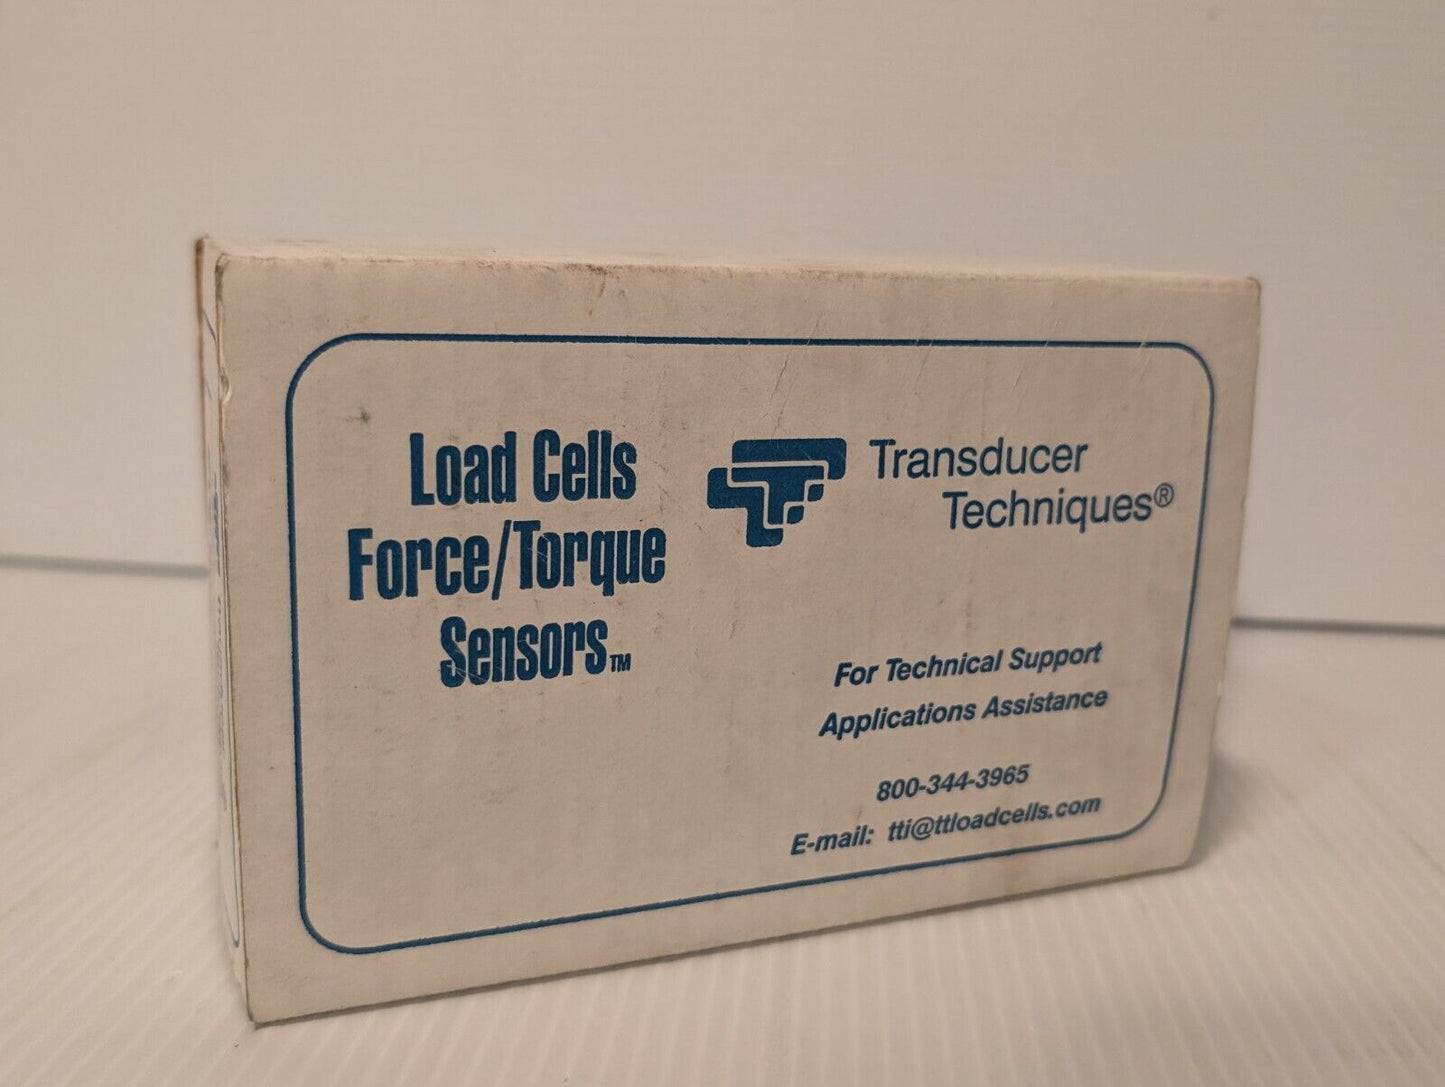 Load Cells
Force/Torque
Sensors™
Transducer
Techniques®
For Technical Support
Applications Assistance
800-344-3965
E-mail: tti@ttloadcells.com